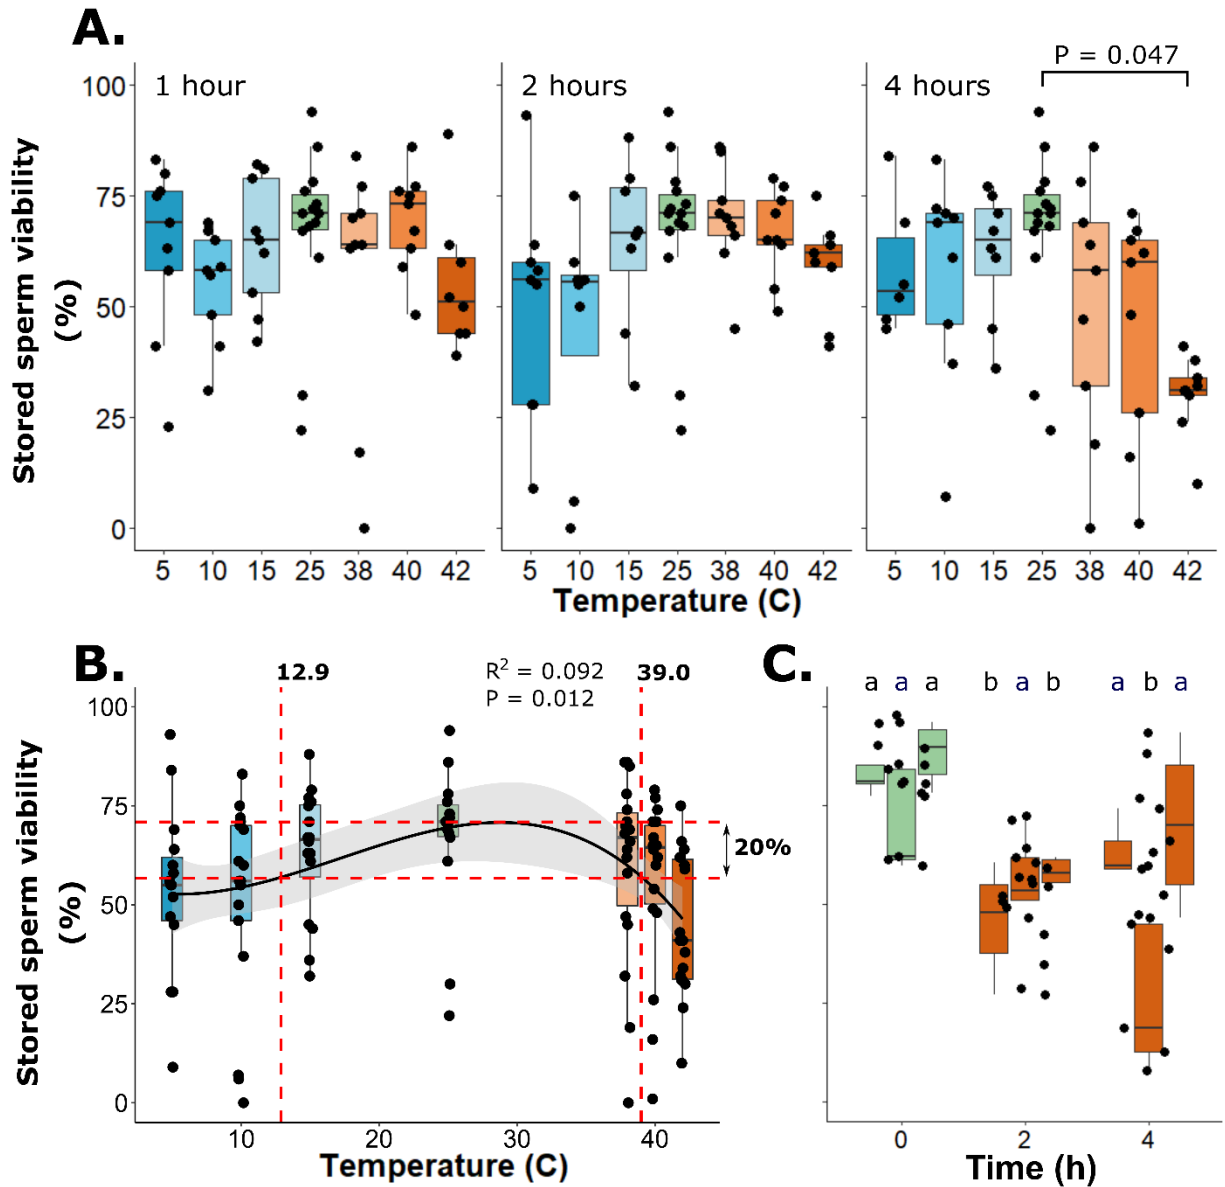 A.
P = 0.047
1 hour
2 hours
4 hours
Stored sperm viability
(%)
100
75
50
25
0
5 10 15 25 38 40 42
5 10 15 25 38 40 42
5 10 15 25 38 40 42
Temperature (C)
B.
12.9
R² = 0.092
P = 0.012
39.0
20%
Stored sperm viability
(%)
100
75
50
25
0
10 20 30 40
Temperature (C)
C.
a a a b a b a b a
0 2 4
Time (h)